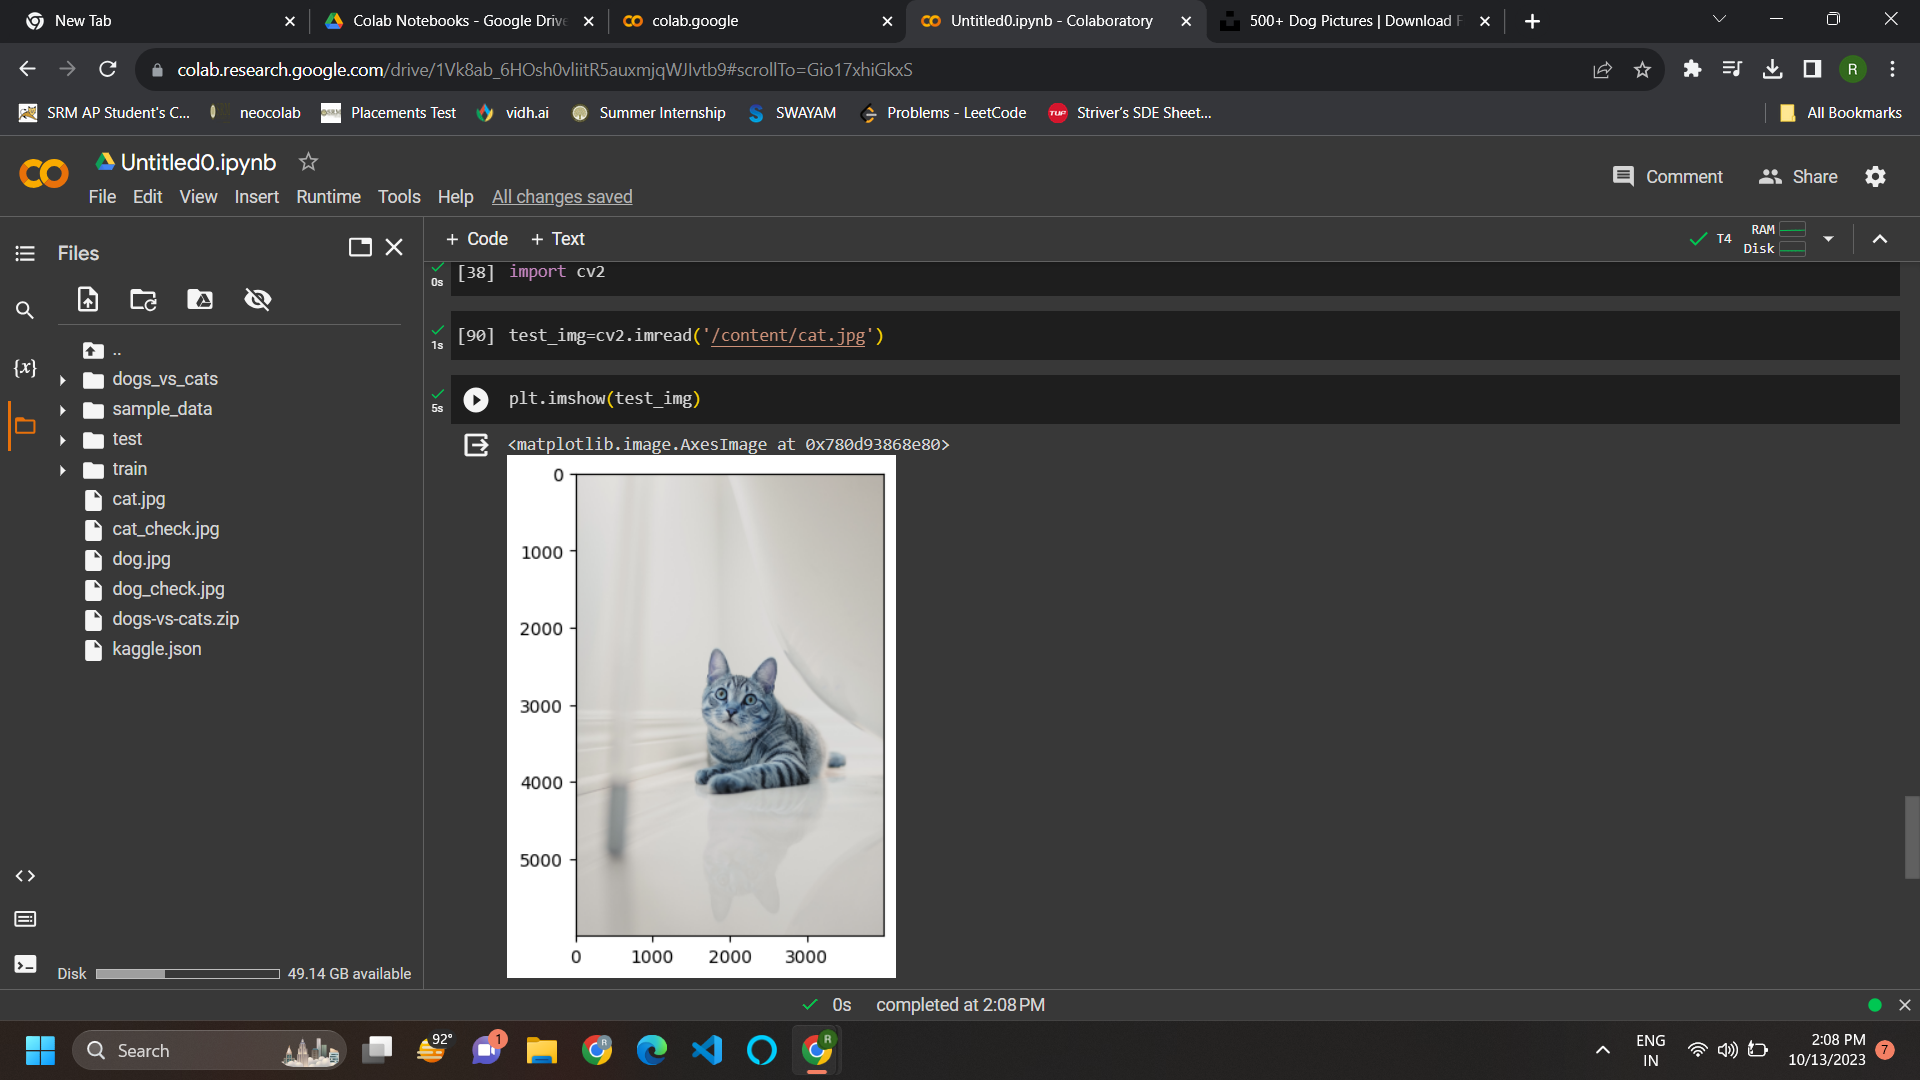 New Tab
Colab Notebooks - Google Drive
colab.google
Untitled0.ipynb - Colaboratory
500+ Dog Pictures | Download F
colab.research.google.com/drive/1Vk8ab_6HOsh0vliitR5auxmjqWJIvtb9#scrollTo=Gio17xhiGkxS
R
SRM AP Student's C...
neocolab
Placements Test
vidh.ai
Summer Internship
SWAYAM
Problems - LeetCode
TUF
Striver's SDE Sheet...
All Bookmarks
Untitled0.ipynb
File Edit View Insert Runtime Tools Help All changes saved
Comment
Share
Files
+ Code + Text
T4
RAM
Disk
{x}
..
dogs_vs_cats
sample_data
test
train
cat.jpg
cat_check.jpg
dog.jpg
dog_check.jpg
dogs-vs-cats.zip
kaggle.json
Disk
49.14 GB available
0s
[38] import cv2
1s
[90] test_img=cv2.imread('/content/cat.jpg')
5s
plt.imshow(test_img)
<matplotlib.image.AxesImage at 0x780d93868e80>
0
1000
2000
3000
4000
5000
0 1000 2000 3000
0s completed at 2:08 PM
Search
92°
1
R
R
ENG
IN
2:08 PM
10/13/2023
7